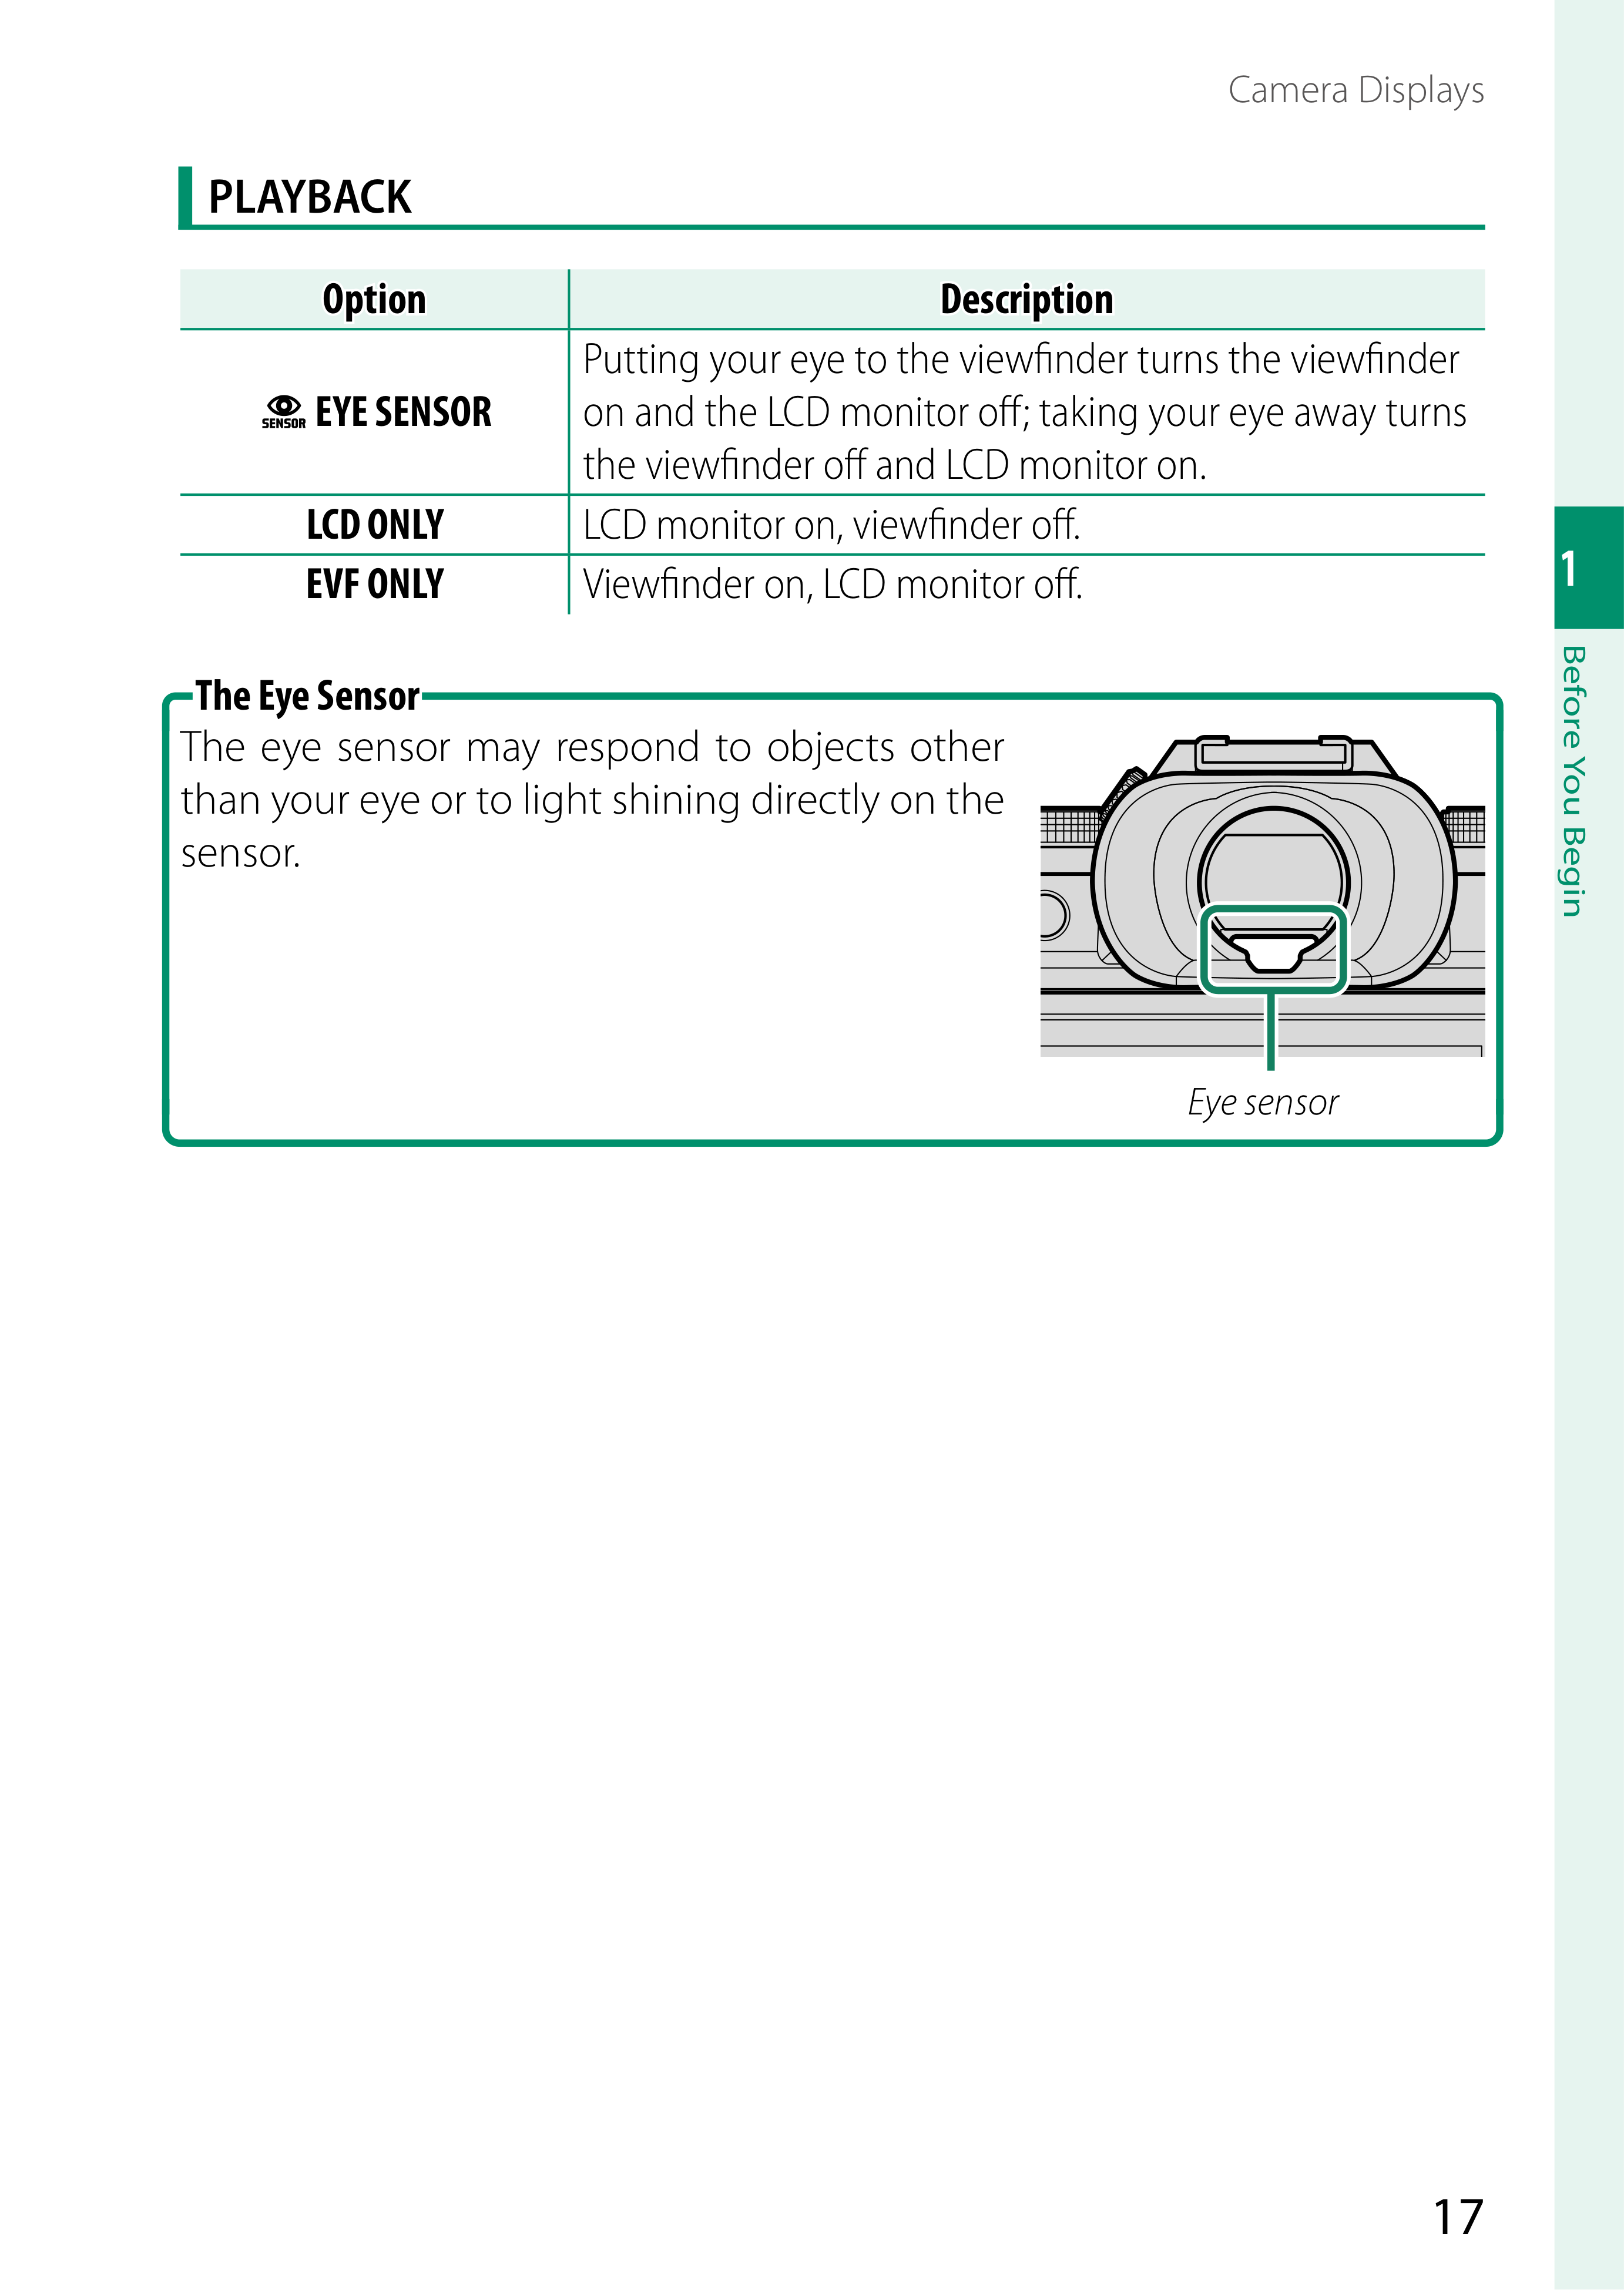 Camera Displays
PLAYBACK
Option Description
SENSOR EYE SENSOR
Putting your eye to the viewfinder turns the viewfinder
on and the LCD monitor off; taking your eye away turns
the viewfinder off and LCD monitor on.
LCD ONLY LCD monitor on, viewfinder off.
EVF ONLY Viewfinder on, LCD monitor off.
The Eye Sensor
The eye sensor may respond to objects other
than your eye or to light shining directly on the
sensor.
Eye sensor
1
Before You Begin
17